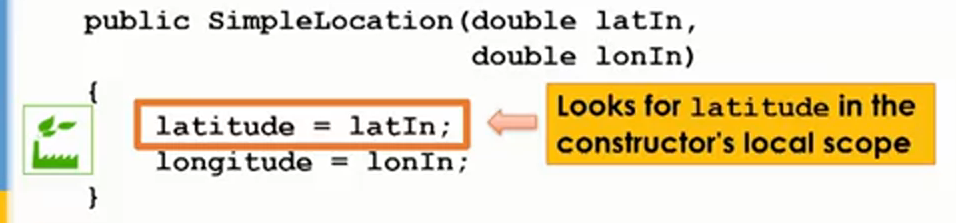 public SimpleLocation(double latIn,
double lonIn)
{
latitude = latIn;
longitude = lonIn;
}
Looks for latitude in the
constructor's local scope